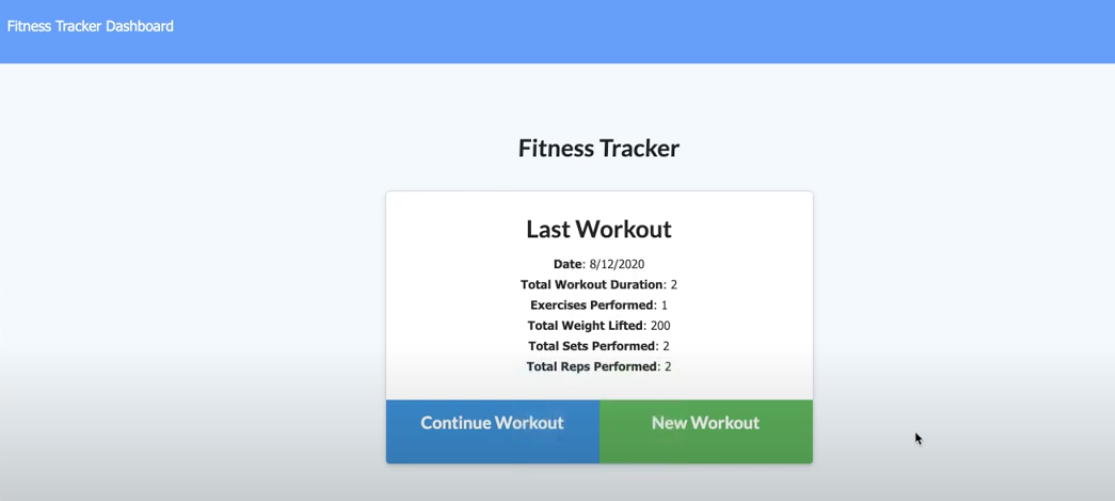 Fitness Tracker Dashboard
Fitness Tracker
Last Workout
Date: 8/12/2020
Total Workout Duration: 2
Exercises Performed: 1
Total Weight Lifted: 200
Total Sets Performed: 2
Total Reps Performed: 2
Continue Workout New Workout